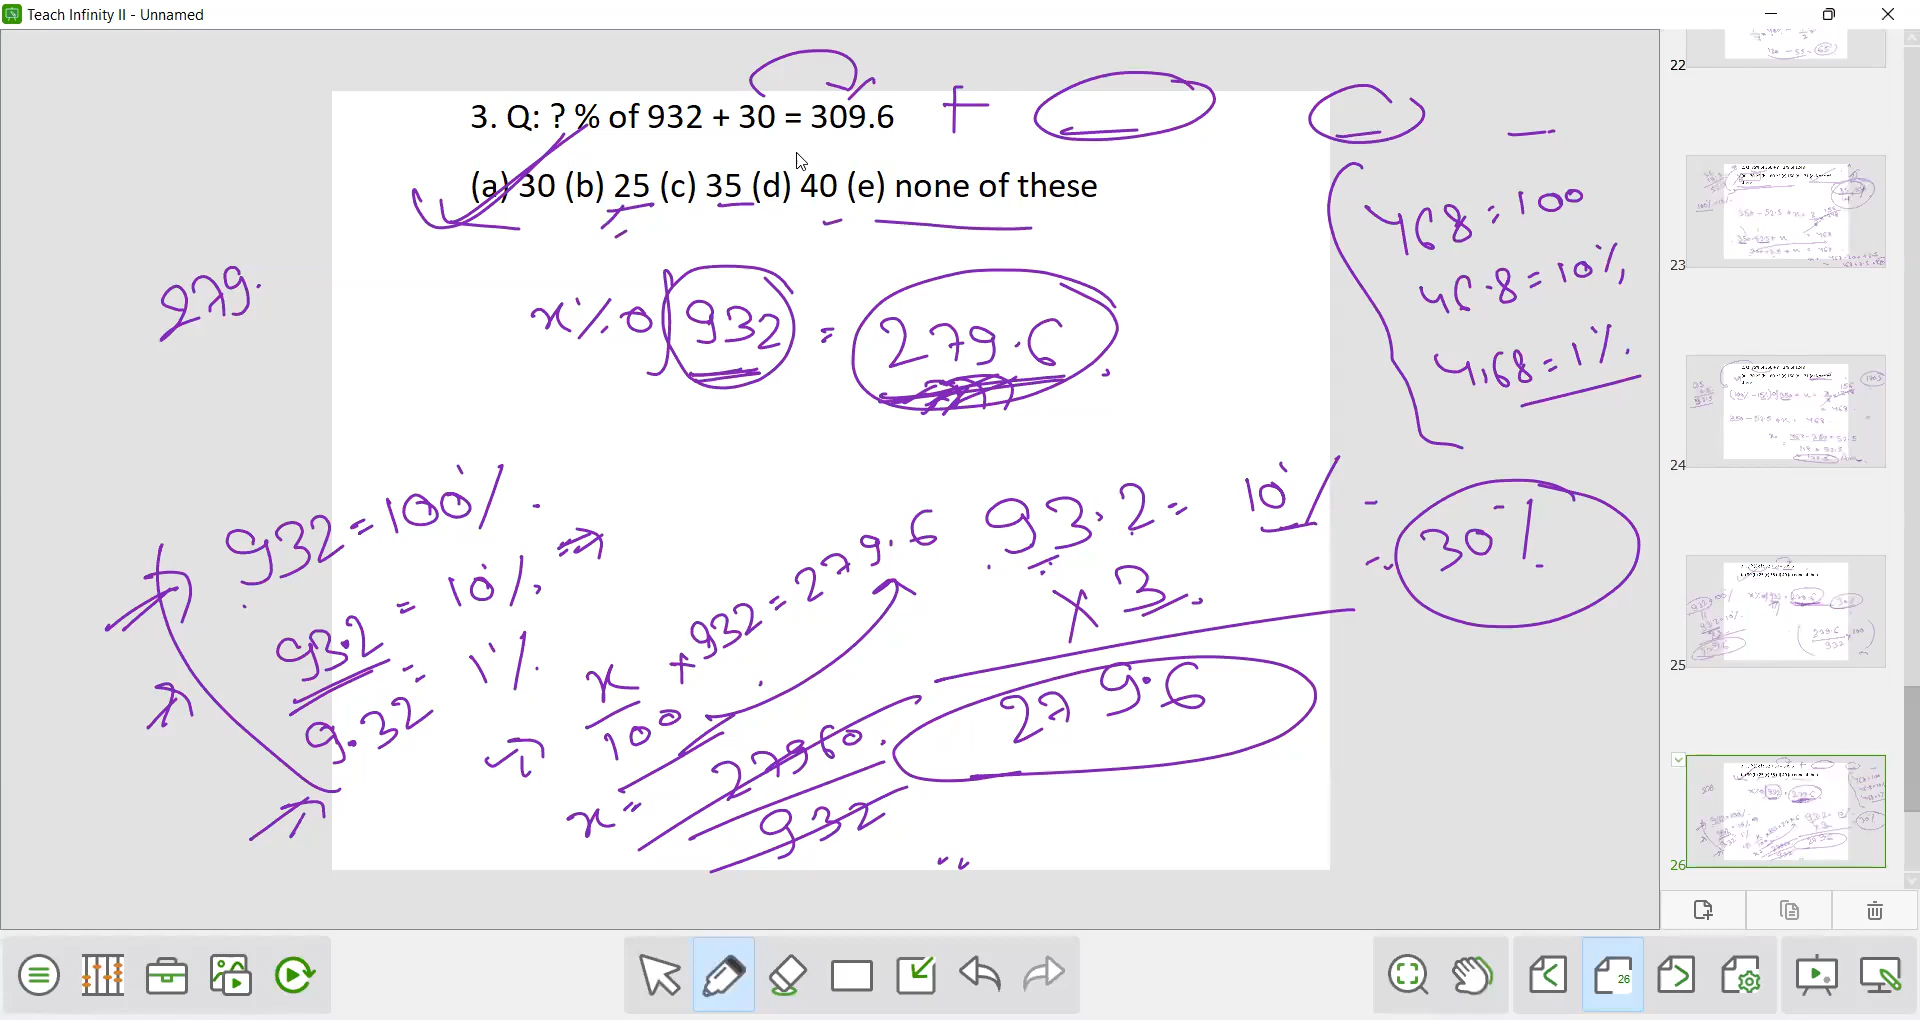 Teach Infinity II - Unnamed
3. Q: ? % of 932 + 30 = 309.6 +
(a) 30 (b) 25 (c) 35 (d) 40 (e) none of these
468 = 100
46.8 = 10%
4.68 = 1%
279.
x% of 932 = 279.6
932 = 100%
93.2 = 10%
9.32 = 1%
x/100 × 932 = 279.6
x = 27960/932
93.2 = 10%
× 3
279.6
= 30%
22
23
24
25
26
26